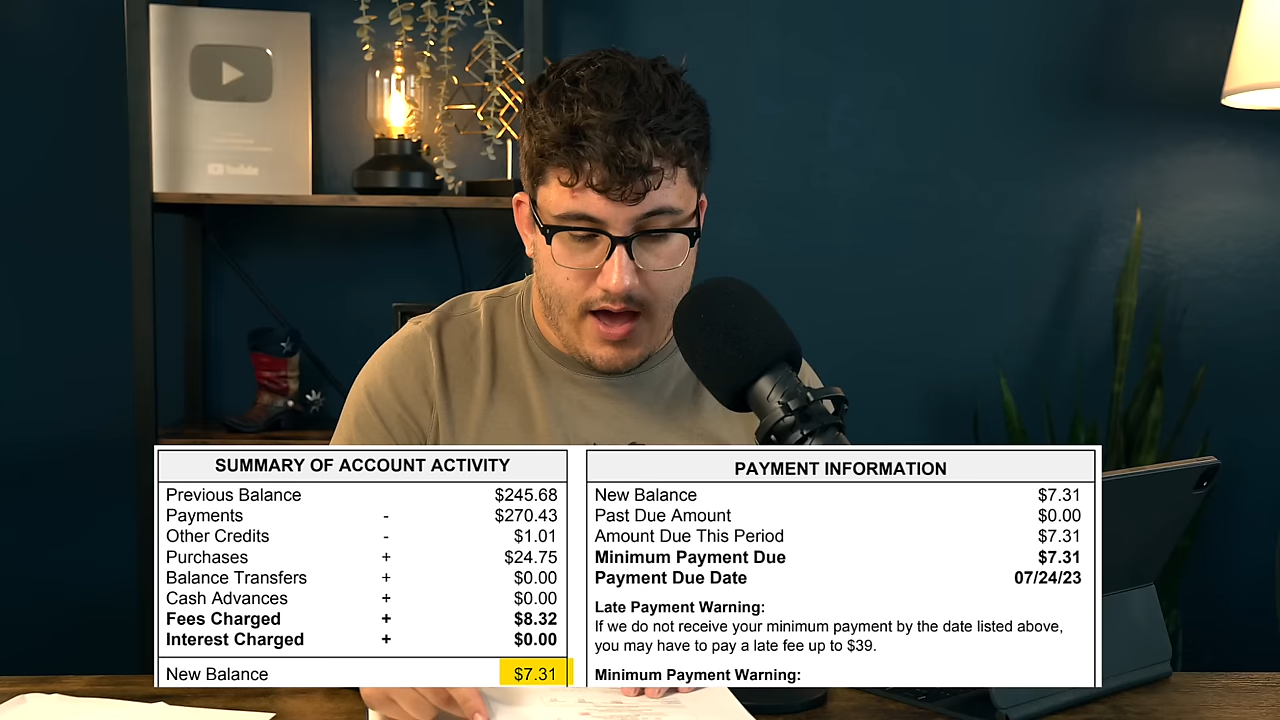 YouTube
SUMMARY OF ACCOUNT ACTIVITY
Previous Balance $245.68
Payments - $270.43
Other Credits - $1.01
Purchases + $24.75
Balance Transfers + $0.00
Cash Advances + $0.00
Fees Charged + $8.32
Interest Charged + $0.00
New Balance $7.31
PAYMENT INFORMATION
New Balance $7.31
Past Due Amount $0.00
Amount Due This Period $7.31
Minimum Payment Due $7.31
Payment Due Date 07/24/23
Late Payment Warning:
If we do not receive your minimum payment by the date listed above,
you may have to pay a late fee up to $39.
Minimum Payment Warning: